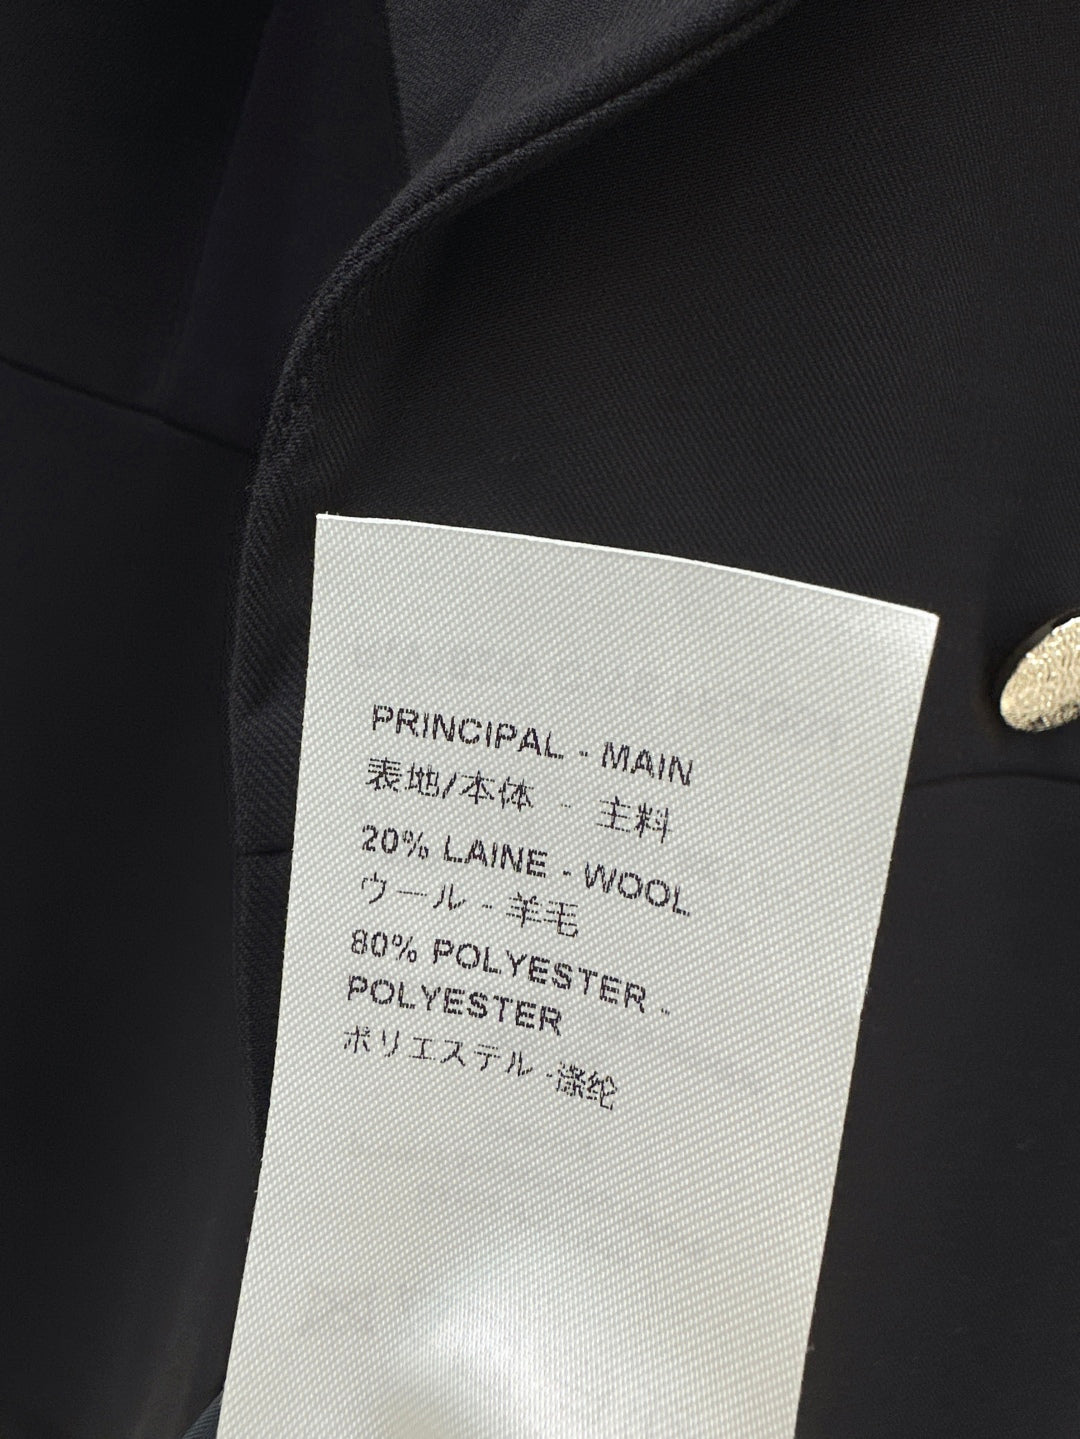 PRINCIPAL - MAIN
表地/本体 - 主料
20% LAINE - WOOL
ウール - 羊毛
80% POLYESTER -
POLYESTER
ポリエステル -涤纶